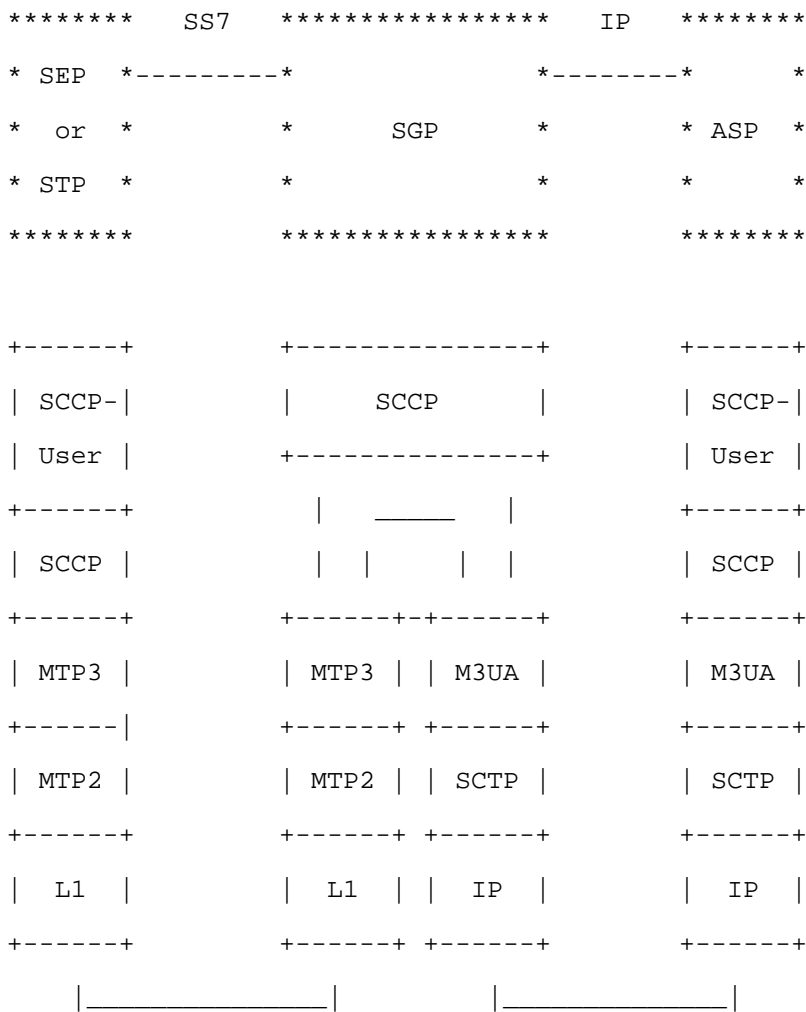 ******** SS7 ***************** IP ********
* SEP *---------* *--------* *
* or * * SGP * * ASP *
* STP * * * * *
******** ***************** ********
+------+ +---------------+ +------+
| SCCP-| | SCCP | | SCCP-|
| User | +---------------+ | User |
+------+ | _____ | +------+
| SCCP | | | | | | SCCP |
+------+ +------+-+------+ +------+
| MTP3 | | MTP3 | | M3UA | | M3UA |
+------| +------+ +------+ +------+
| MTP2 | | MTP2 | | SCTP | | SCTP |
+------+ +------+ +------+ +------+
| L1 | | L1 | | IP | | IP |
+------+ +------+ +------+ +------+
|_______________| |______________|